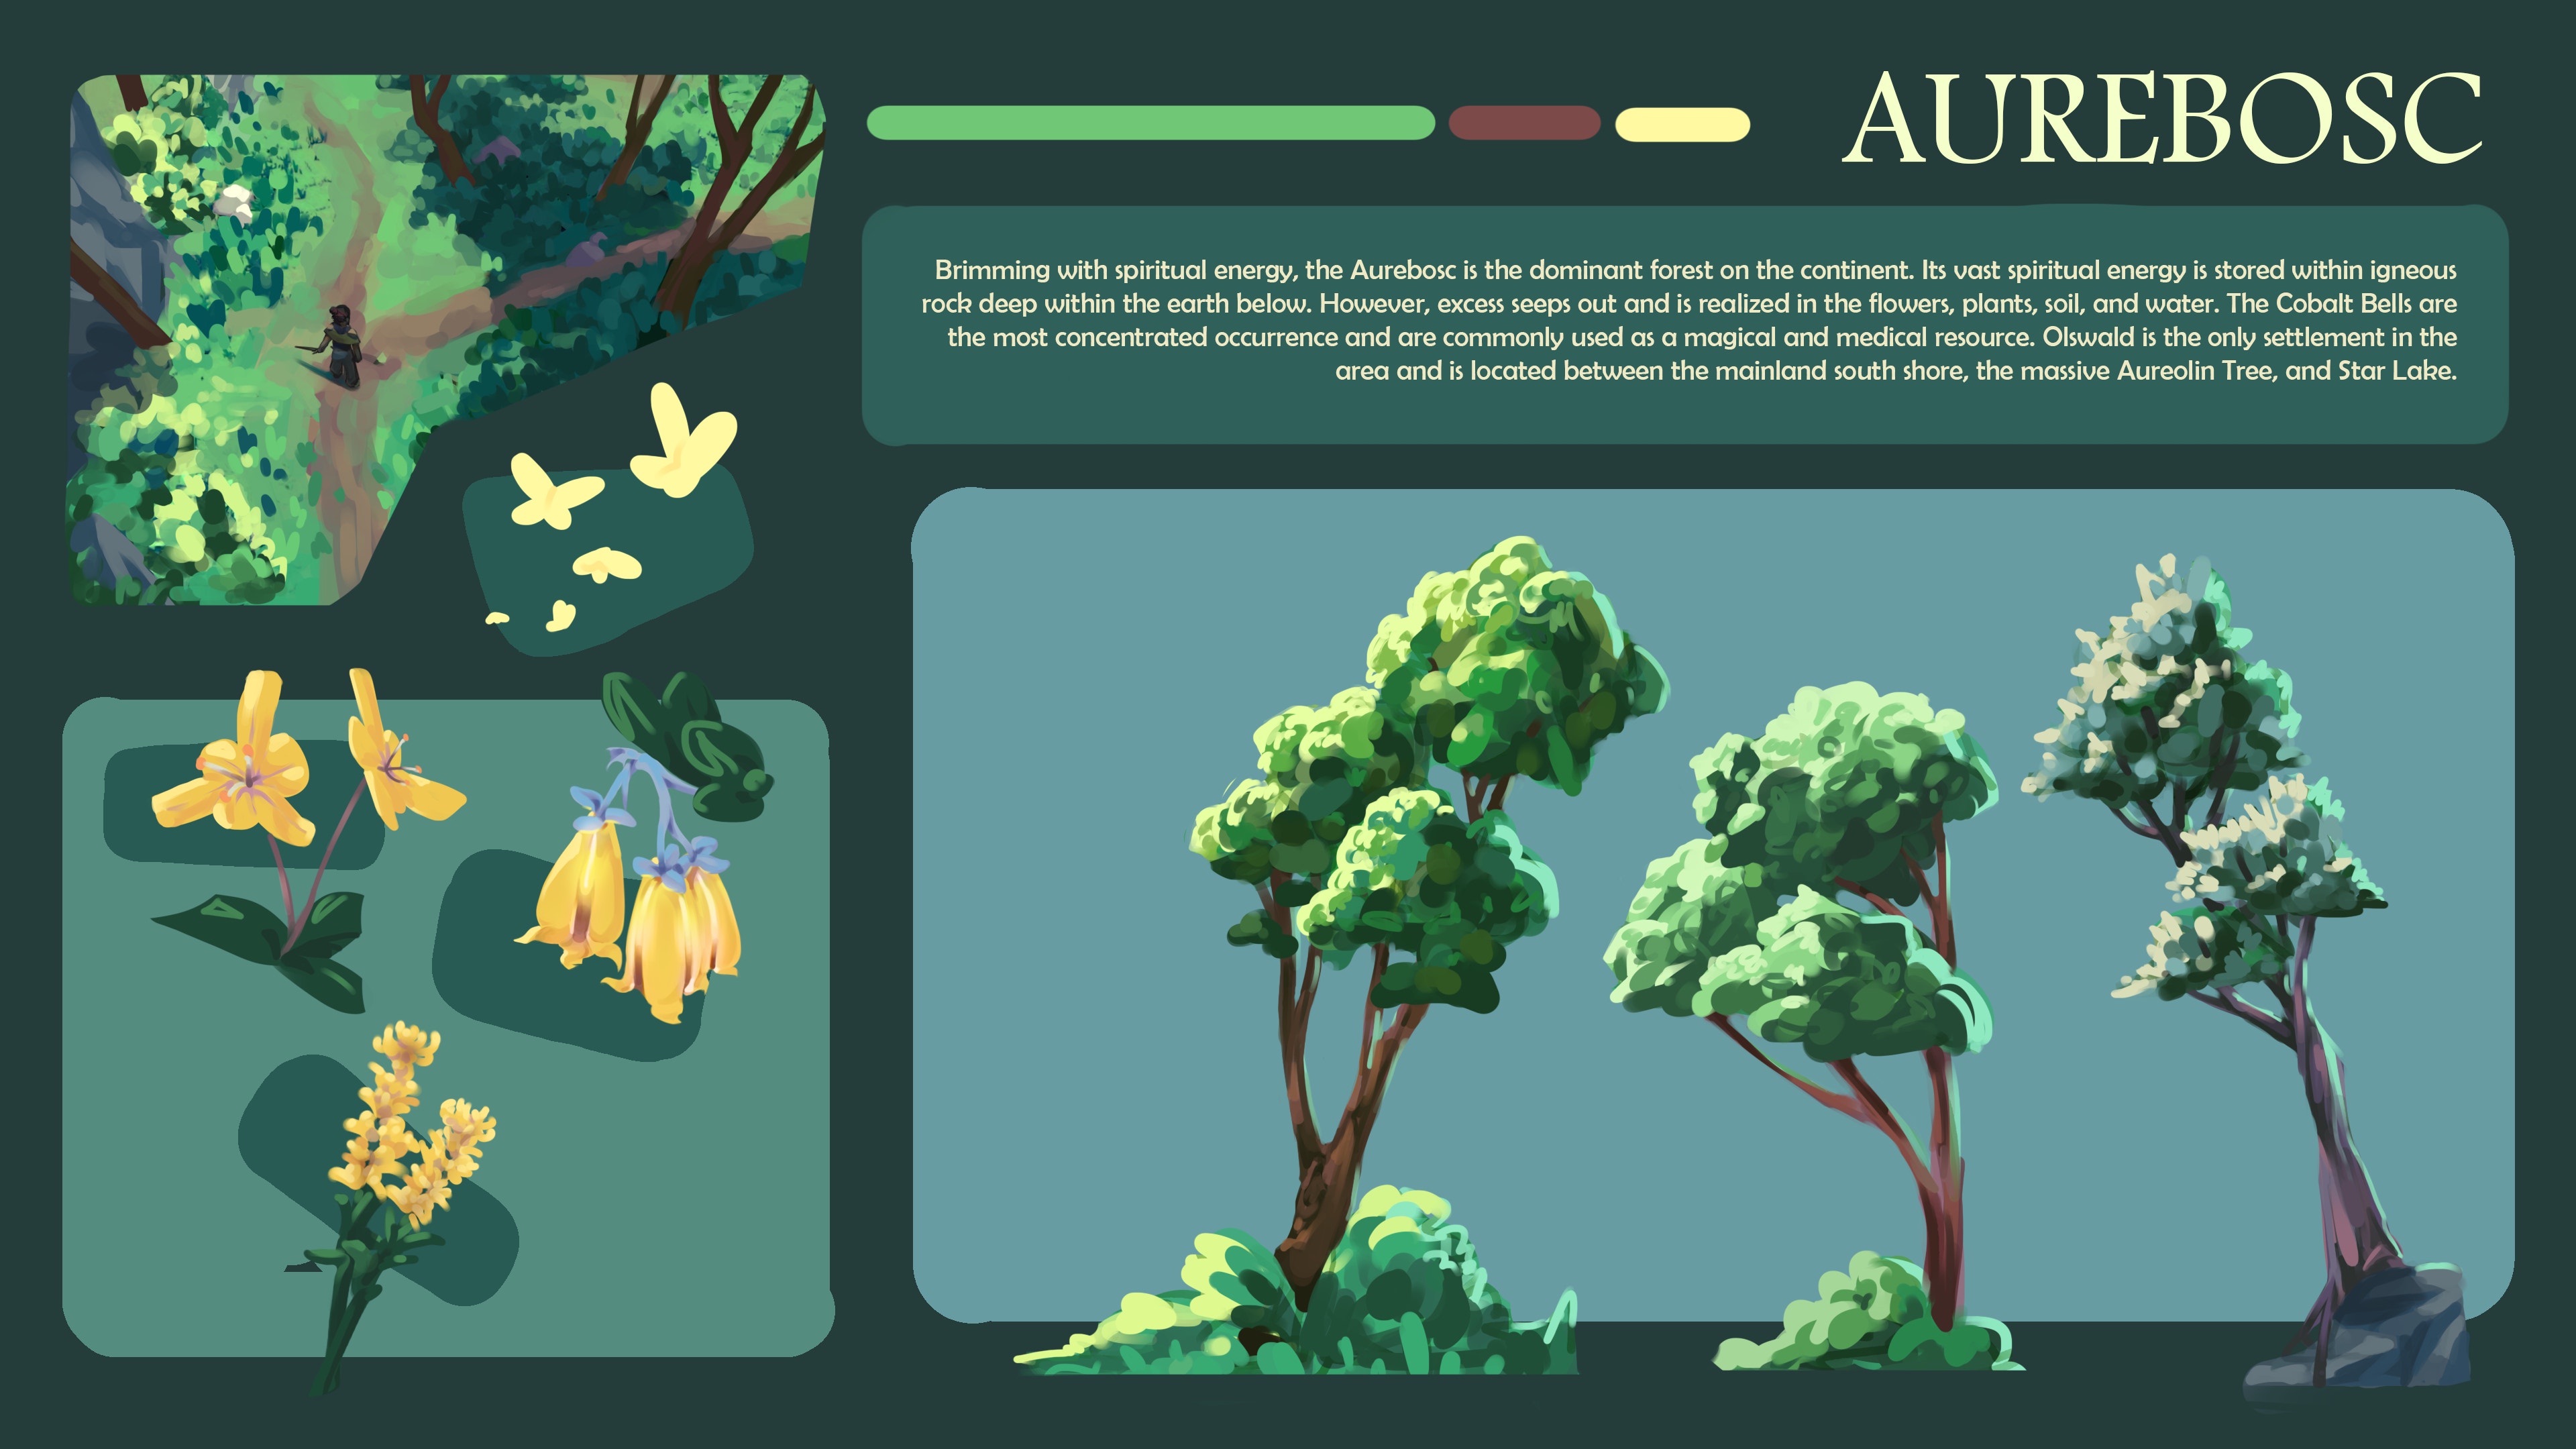 AUREBOSC
Brimming with spiritual energy, the Aurebosc is the dominant forest on the continent. Its vast spiritual energy is stored within igneous
rock deep within the earth below. However, excess seeps out and is realized in the flowers, plants, soil, and water. The Cobalt Bells are
the most concentrated occurrence and are commonly used as a magical and medical resource. Olswald is the only settlement in the
area and is located between the mainland south shore, the massive Aureolin Tree, and Star Lake.